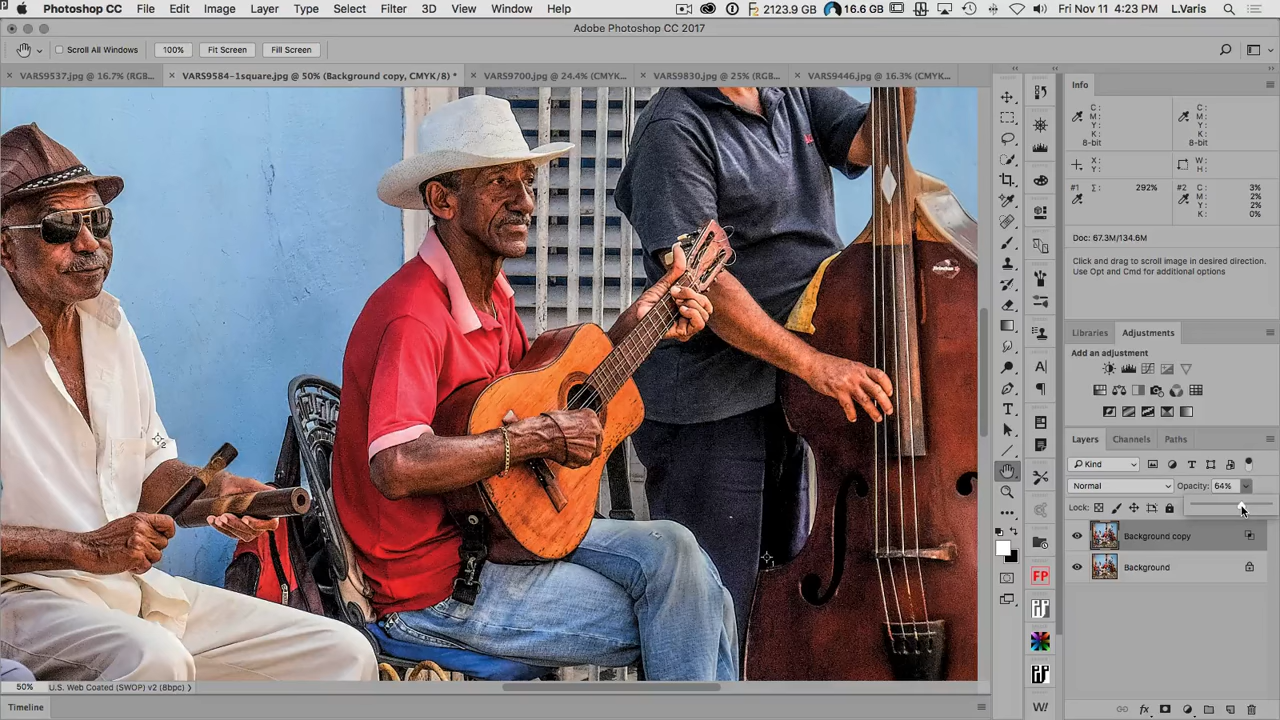 Photoshop CC File Edit Image Layer Type Select Filter 3D View Window Help 2123.9 GB 16.6 GB Fri Nov 11 4:23 PM L.Varis
Adobe Photoshop CC 2017
Scroll All Windows 100% Fit Screen Fill Screen
VARS9537.jpg @ 16.7% (RGB... VARS9584-1square.jpg @ 50% (Background copy, CMYK/8) * VARS9700.jpg @ 24.4% (CMYK... VARS9830.jpg @ 25% (RGB... VARS9446.jpg @ 16.3% (CMYK...
Info
C: C:
M: M:
Y: Y:
K: K:
8-bit 8-bit
X: W:
Y: H:
#1 Σ: 292% #2 C: 3%
M: 2%
Y: 2%
K: 0%
Doc: 67.3M/134.6M
Click and drag to scroll image in desired direction.
Use Opt and Cmd for additional options
Libraries Adjustments
Add an adjustment
Layers Channels Paths
Kind
Normal Opacity: 64%
Lock:
Background copy
Background
FP
W!
50% U.S. Web Coated (SWOP) v2 (8bpc)
Timeline